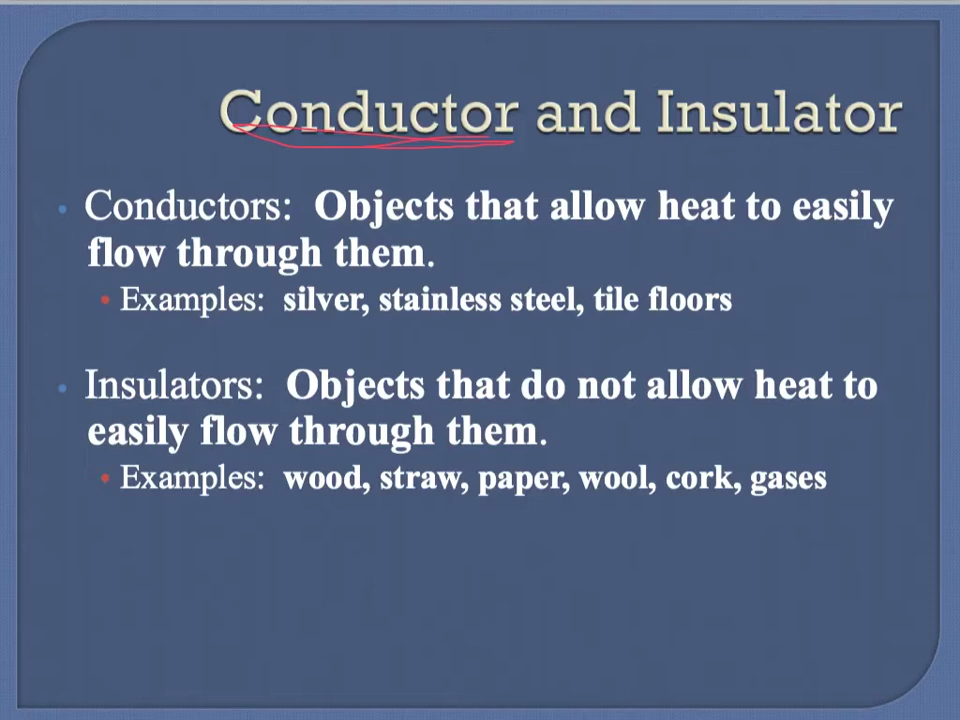 Conductor and Insulator
• Conductors: Objects that allow heat to easily
flow through them.
• Examples: silver, stainless steel, tile floors
• Insulators: Objects that do not allow heat to
easily flow through them.
• Examples: wood, straw, paper, wool, cork, gases